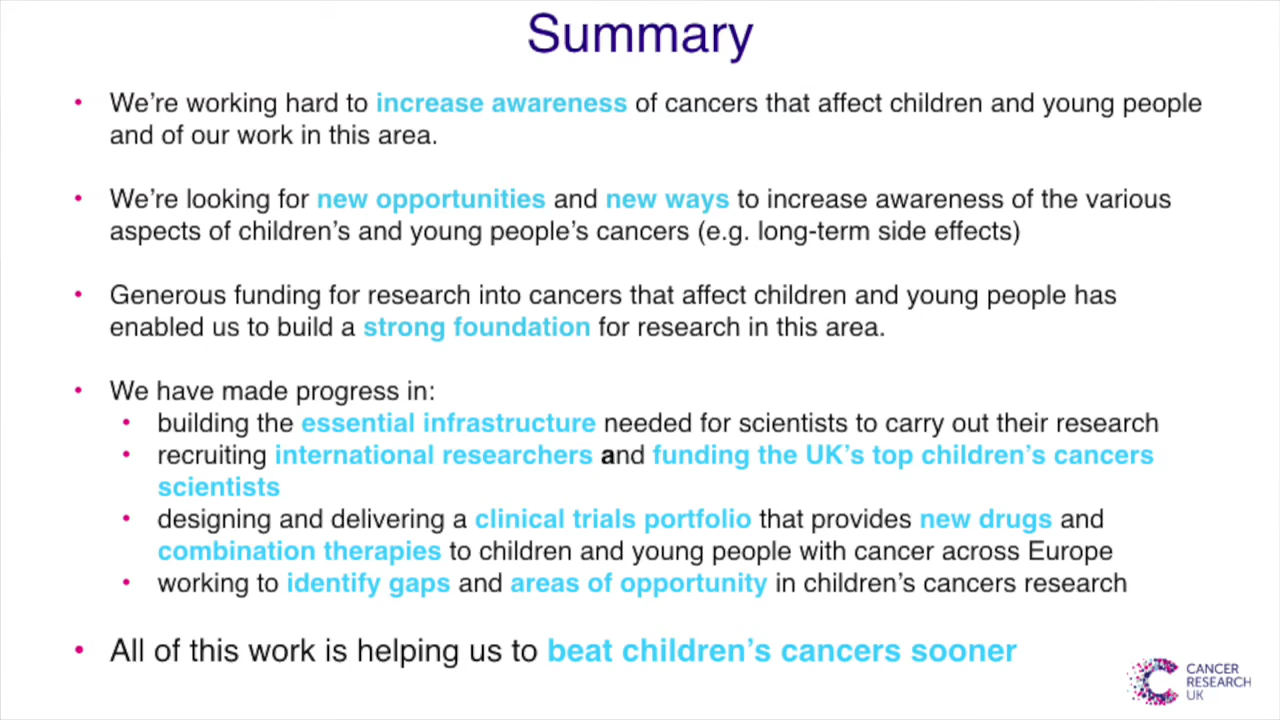 Summary
• We're working hard to increase awareness of cancers that affect children and young people
and of our work in this area.
• We're looking for new opportunities and new ways to increase awareness of the various
aspects of children's and young people's cancers (e.g. long-term side effects)
• Generous funding for research into cancers that affect children and young people has
enabled us to build a strong foundation for research in this area.
• We have made progress in:
• building the essential infrastructure needed for scientists to carry out their research
• recruiting international researchers and funding the UK's top children's cancers
scientists
• designing and delivering a clinical trials portfolio that provides new drugs and
combination therapies to children and young people with cancer across Europe
• working to identify gaps and areas of opportunity in children's cancers research
• All of this work is helping us to beat children's cancers sooner
CANCER
RESEARCH
UK